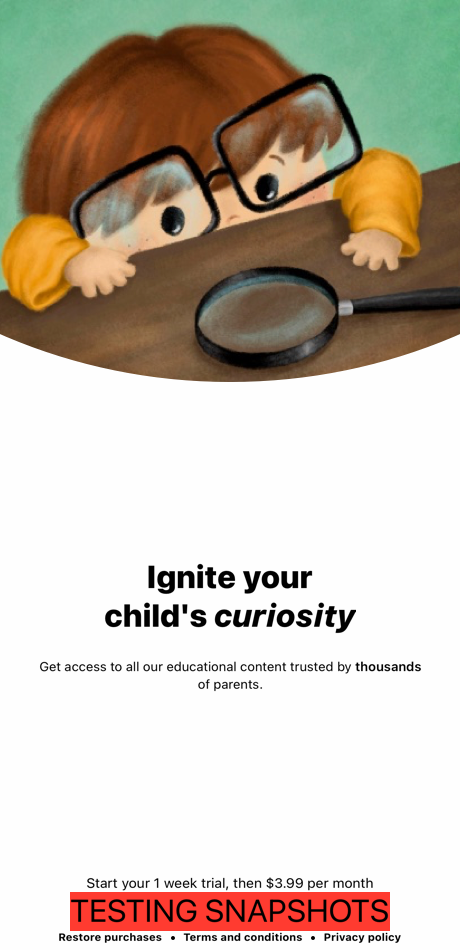 Ignite your
child's curiosity
Get access to all our educational content trusted by thousands
of parents.
Start your 1 week trial, then $3.99 per month
TESTING SNAPSHOTS
Restore purchases • Terms and conditions • Privacy policy